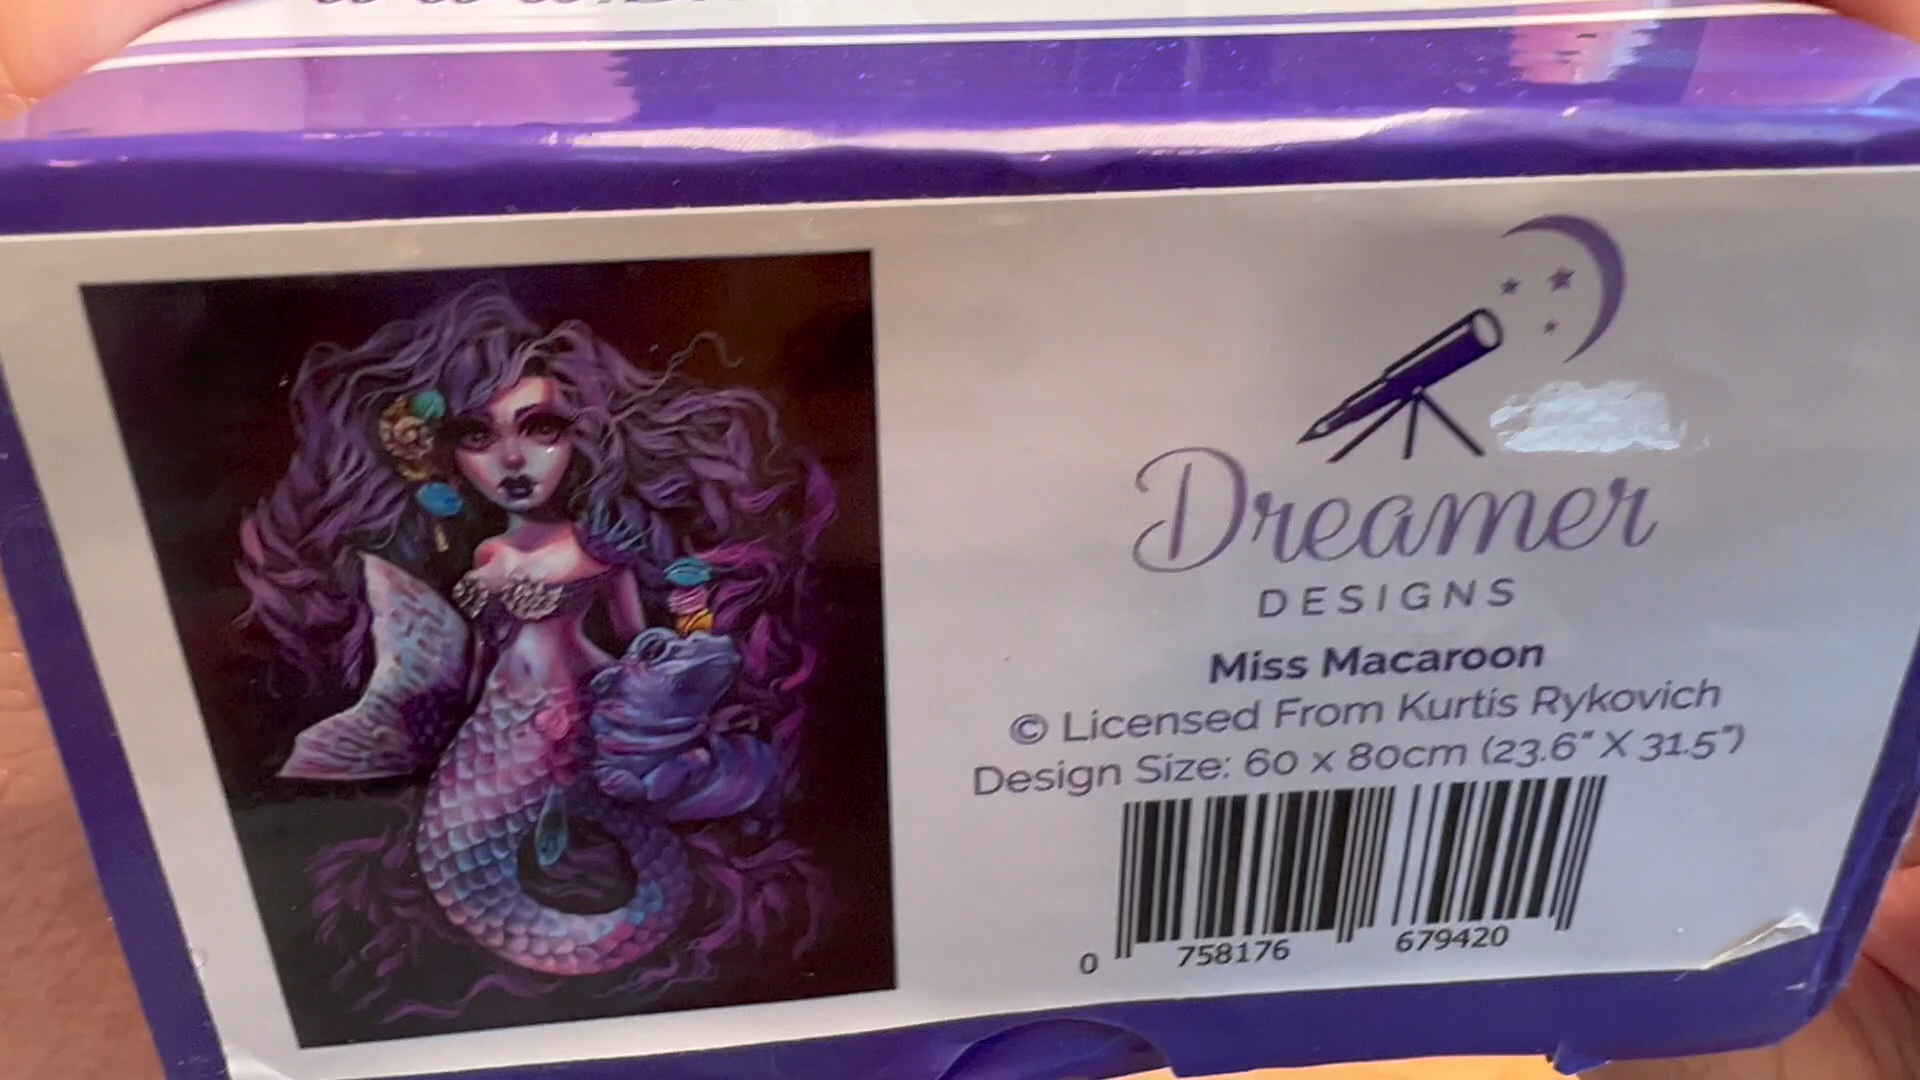 Dreamer
DESIGNS
Miss Macaroon
© Licensed From Kurtis Rykovich
Design Size: 60 x 80cm (23.6" X 31.5")
0 758176 679420